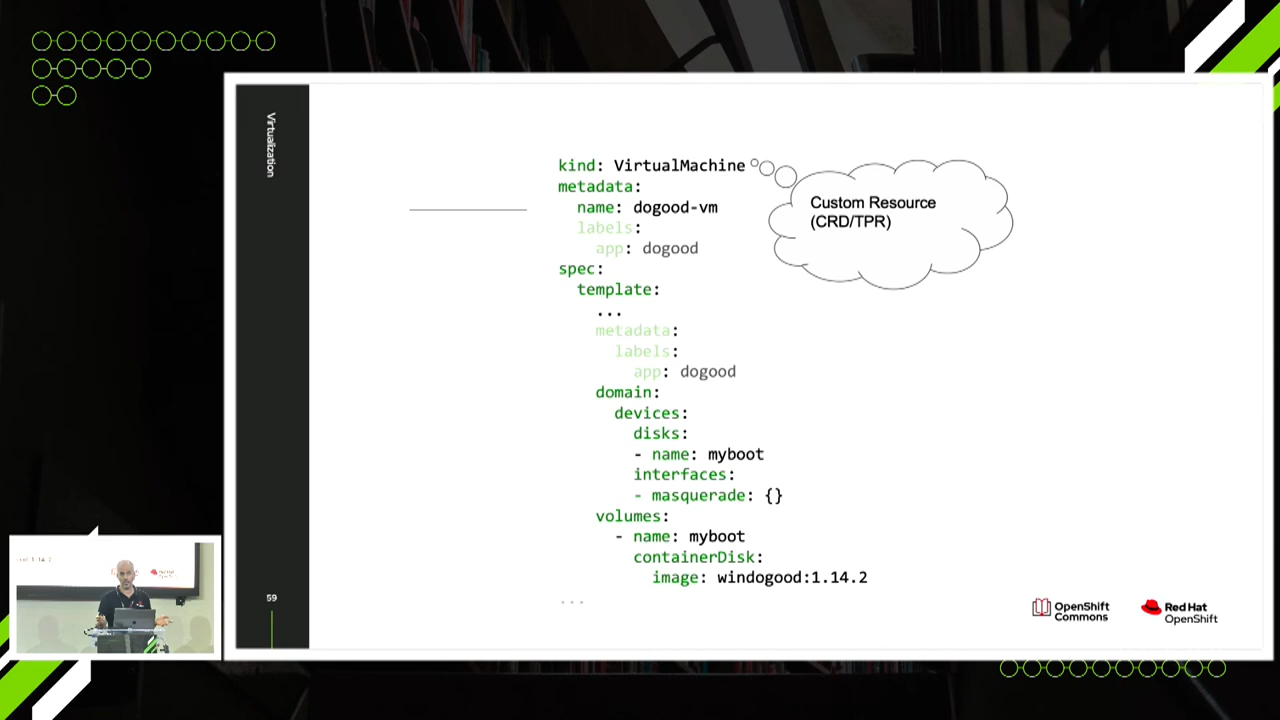 Virtualization
kind: VirtualMachine
metadata:
  name: dogood-vm
  labels:
    app: dogood
spec:
  template:
    ...
    metadata:
      labels:
        app: dogood
    domain:
      devices:
        disks:
        - name: myboot
        interfaces:
        - masquerade: {}
    volumes:
      - name: myboot
        containerDisk:
          image: windogood:1.14.2
...
Custom Resource
(CRD/TPR)
59
OpenShift
Commons
Red Hat
OpenShift